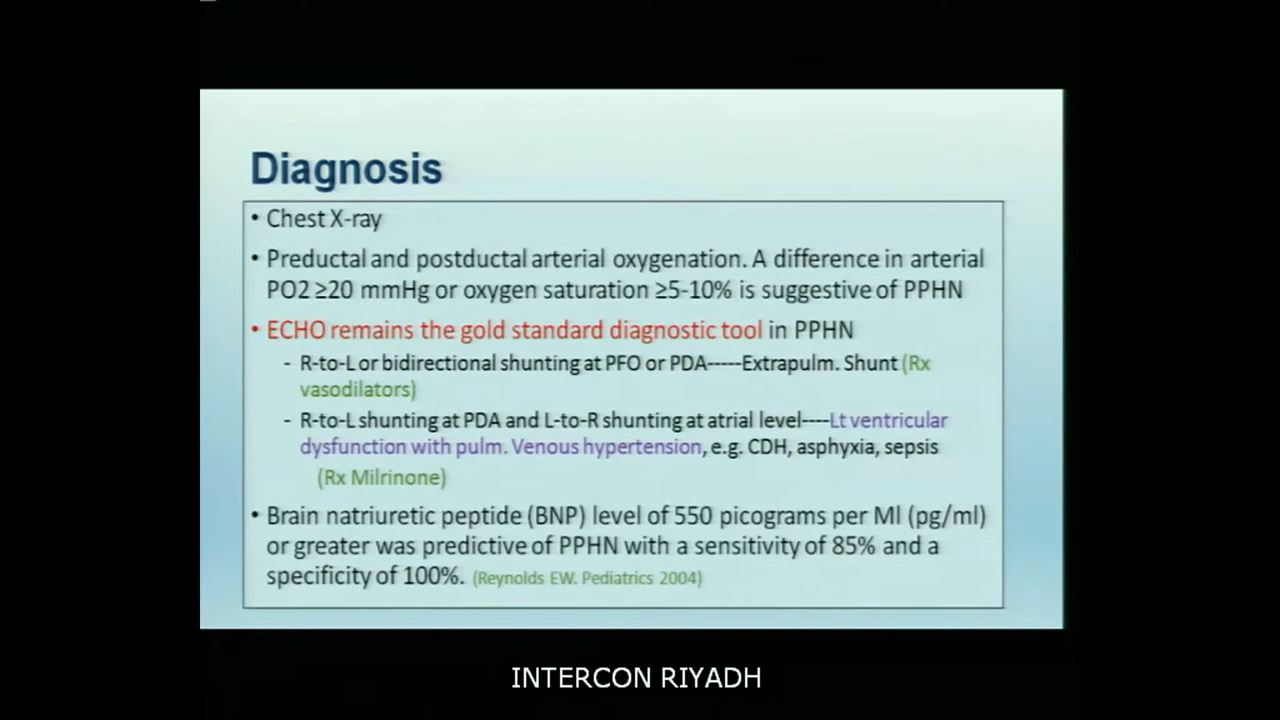 Diagnosis
• Chest X-ray
• Preductal and postductal arterial oxygenation. A difference in arterial
PO2 ≥20 mmHg or oxygen saturation ≥5-10% is suggestive of PPHN
• ECHO remains the gold standard diagnostic tool in PPHN
- R-to-L or bidirectional shunting at PFO or PDA-----Extrapulm. Shunt (Rx
vasodilators)
- R-to-L shunting at PDA and L-to-R shunting at atrial level----Lt ventricular
dysfunction with pulm. Venous hypertension, e.g. CDH, asphyxia, sepsis
(Rx Milrinone)
• Brain natriuretic peptide (BNP) level of 550 picograms per Ml (pg/ml)
or greater was predictive of PPHN with a sensitivity of 85% and a
specificity of 100%. (Reynolds EW. Pediatrics 2004)
INTERCON RIYADH